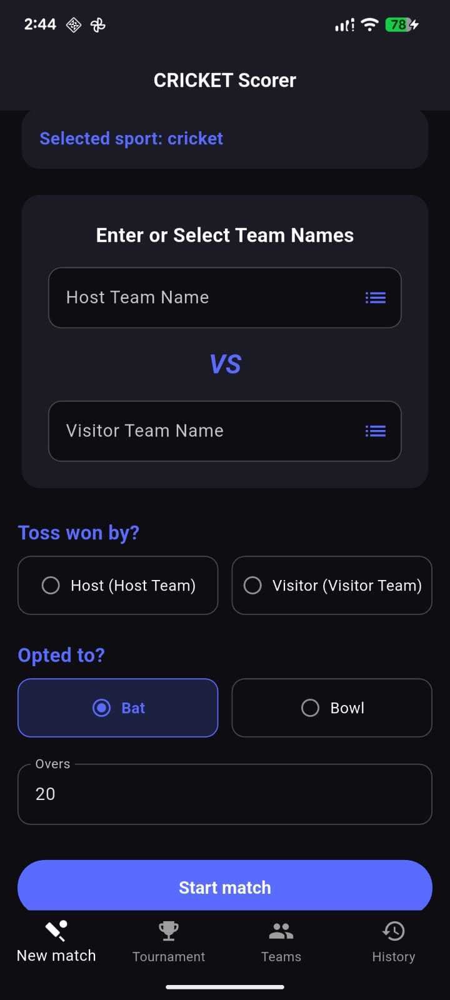 2:44
78
CRICKET Scorer
Selected sport: cricket
Enter or Select Team Names
Host Team Name
VS
Visitor Team Name
Toss won by?
Host (Host Team) Visitor (Visitor Team)
Opted to?
Bat Bowl
Overs
20
Start match
New match Tournament Teams History